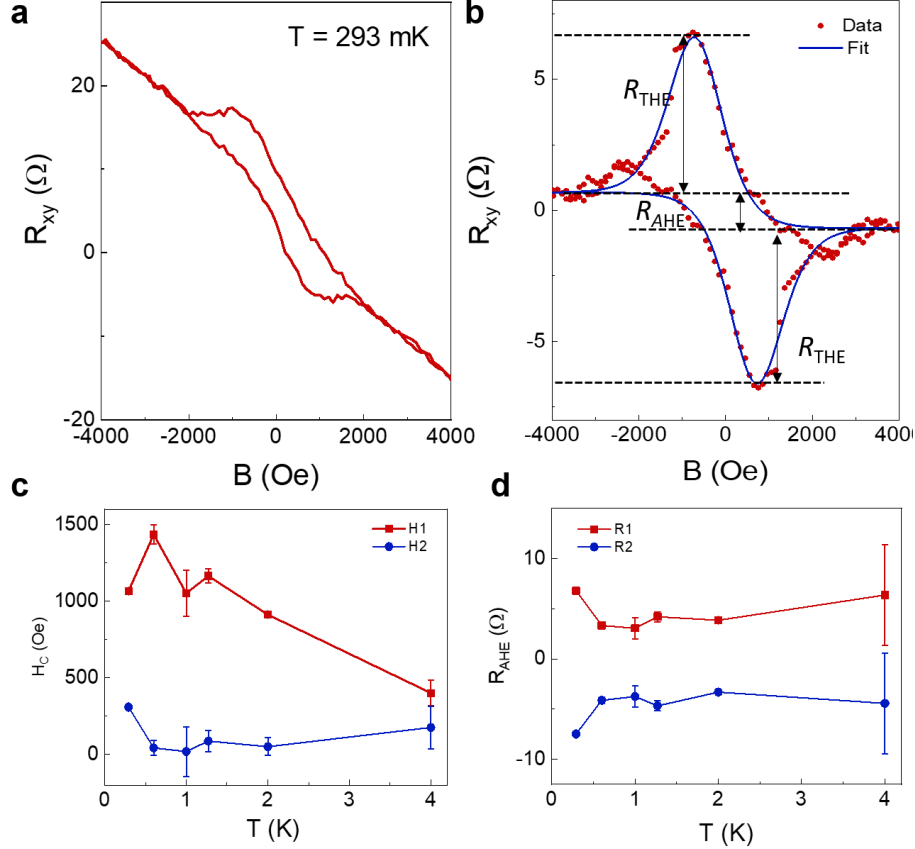 a
T = 293 mK
20
0
-20
-4000 -2000 0 2000 4000
R_xy (Ω)
B (Oe)
b
Data
Fit
R_THE
R_AHE
R_THE
5
0
-5
-4000 -2000 0 2000 4000
R_xy (Ω)
B (Oe)
c
H1
H2
1500
1000
500
0
0 1 2 3 4
H_C (Oe)
T (K)
d
R1
R2
10
0
-10
0 1 2 3 4
R_AHE (Ω)
T (K)